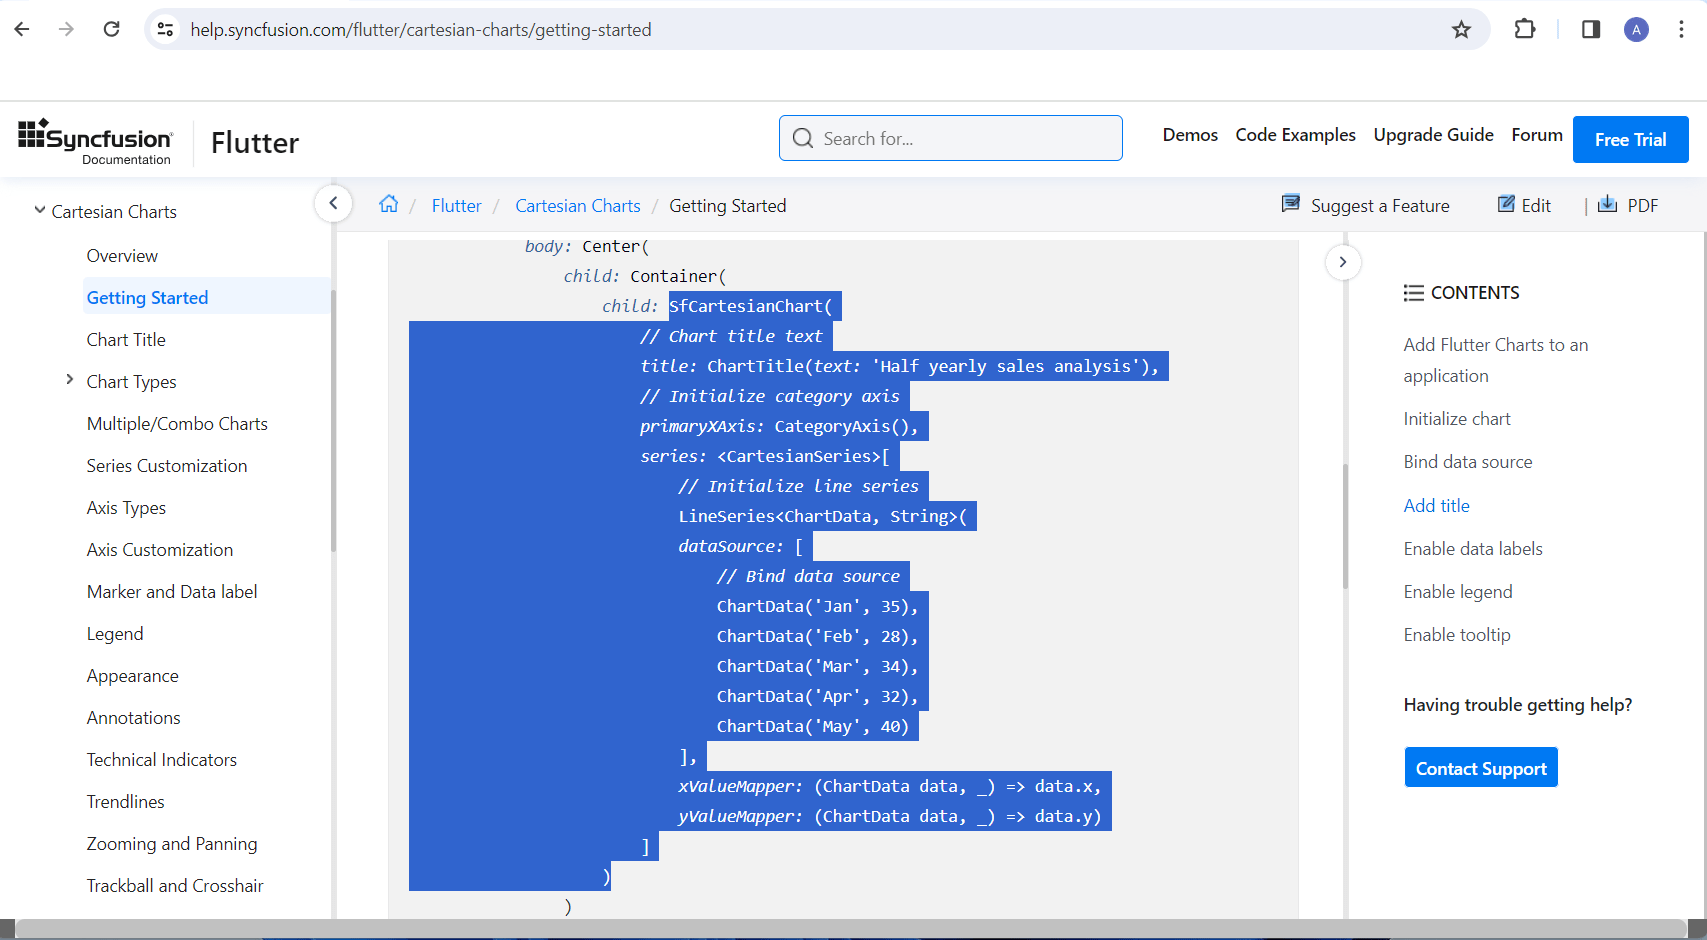 help.syncfusion.com/flutter/cartesian-charts/getting-started
A
Syncfusion
Documentation
Flutter
Search for...
Demos
Code Examples
Upgrade Guide
Forum
Free Trial
Cartesian Charts
Overview
Getting Started
Chart Title
Chart Types
Multiple/Combo Charts
Series Customization
Axis Types
Axis Customization
Marker and Data label
Legend
Appearance
Annotations
Technical Indicators
Trendlines
Zooming and Panning
Trackball and Crosshair
/ Flutter / Cartesian Charts / Getting Started
Suggest a Feature
Edit
| PDF
body: Center(
child: Container(
child: SfCartesianChart(
// Chart title text
title: ChartTitle(text: 'Half yearly sales analysis'),
// Initialize category axis
primaryXAxis: CategoryAxis(),
series: <CartesianSeries>[
// Initialize line series
LineSeries<ChartData, String>(
dataSource: [
// Bind data source
ChartData('Jan', 35),
ChartData('Feb', 28),
ChartData('Mar', 34),
ChartData('Apr', 32),
ChartData('May', 40)
],
xValueMapper: (ChartData data, _) => data.x,
yValueMapper: (ChartData data, _) => data.y)
]
)
)
CONTENTS
Add Flutter Charts to an
application
Initialize chart
Bind data source
Add title
Enable data labels
Enable legend
Enable tooltip
Having trouble getting help?
Contact Support